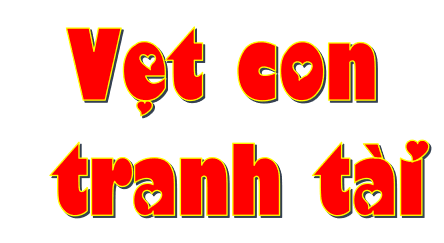 Vẹt con
tranh tài